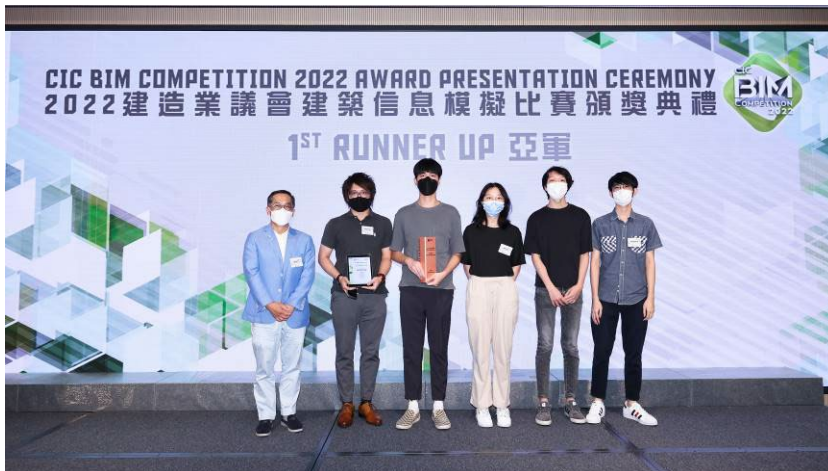 CIC BIM COMPETITION 2022 AWARD PRESENTATION CEREMONY
2022建造業議會建築信息模擬比賽頒獎典禮
1ST RUNNER UP 亞軍
CIC
BIM
COMPETITION
2022